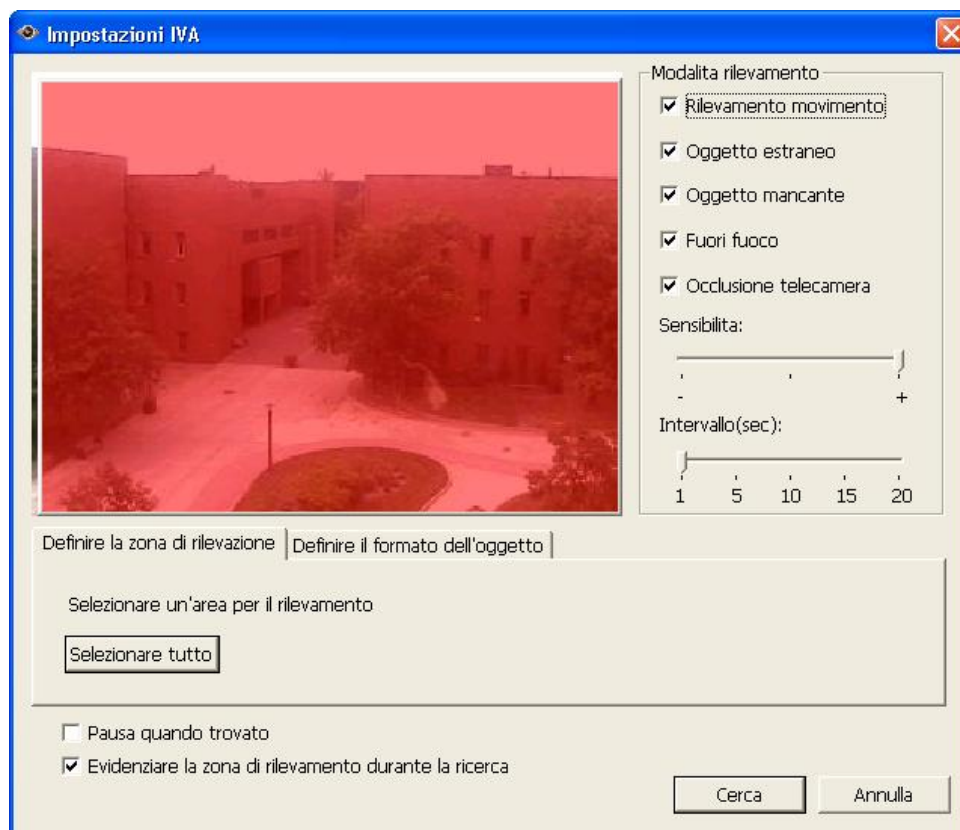 Impostazioni IVA
Modalita rilevamento
Rilevamento movimento
Oggetto estraneo
Oggetto mancante
Fuori fuoco
Occlusione telecamera
Sensibilita:
- +
Intervallo(sec):
1 5 10 15 20
Definire la zona di rilevazione Definire il formato dell'oggetto
Selezionare un'area per il rilevamento
Selezionare tutto
Pausa quando trovato
Evidenziare la zona di rilevamento durante la ricerca
Cerca Annulla